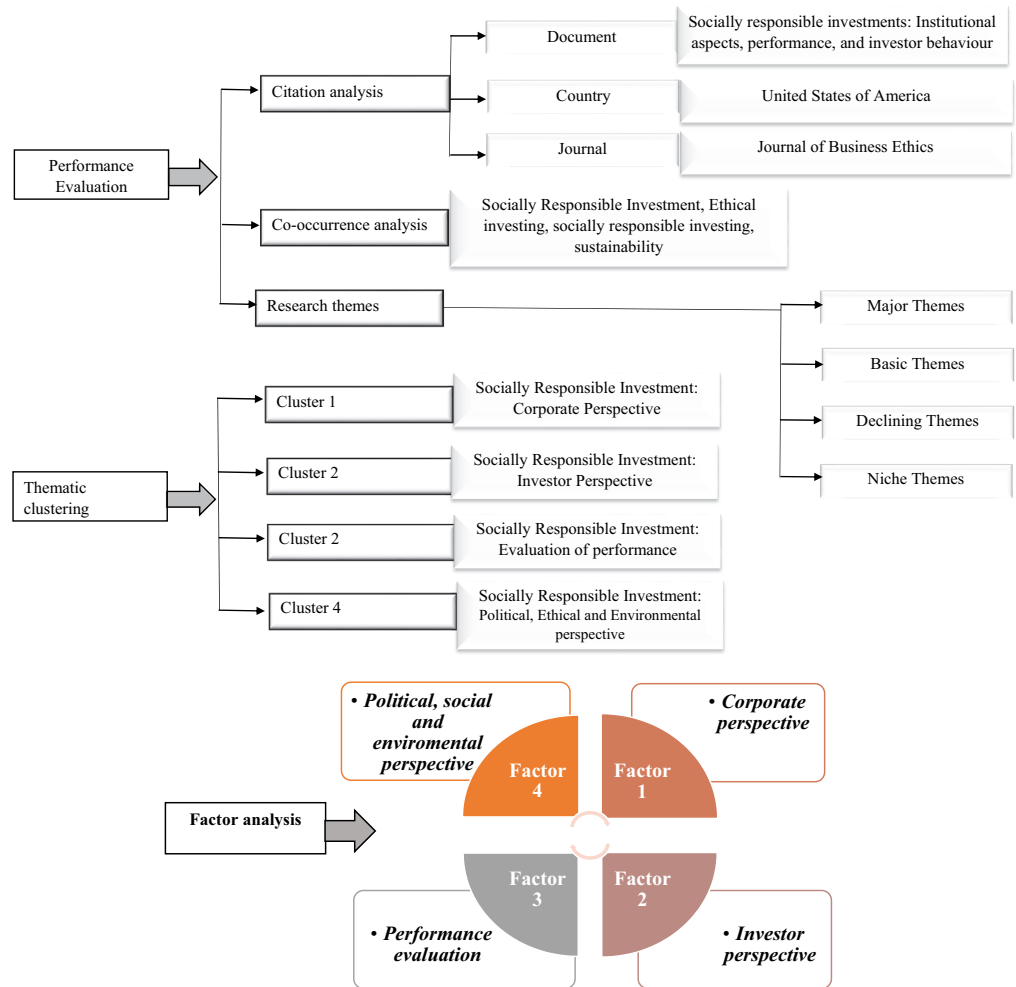 Performance
Evaluation
Citation analysis
Document
Socially responsible investments: Institutional
aspects, performance, and investor behaviour
Country
United States of America
Journal
Journal of Business Ethics
Co-occurrence analysis
Socially Responsible Investment, Ethical
investing, socially responsible investing,
sustainability
Research themes
Major Themes
Basic Themes
Declining Themes
Niche Themes
Thematic
clustering
Cluster 1
Socially Responsible Investment:
Corporate Perspective
Cluster 2
Socially Responsible Investment:
Investor Perspective
Cluster 2
Socially Responsible Investment:
Evaluation of performance
Cluster 4
Socially Responsible Investment:
Political, Ethical and Environmental
perspective
Factor analysis
• Political, social
and
enviromental
perspective
Factor
4
• Corporate
perspective
Factor
1
Factor
3
• Performance
evaluation
Factor
2
• Investor
perspective